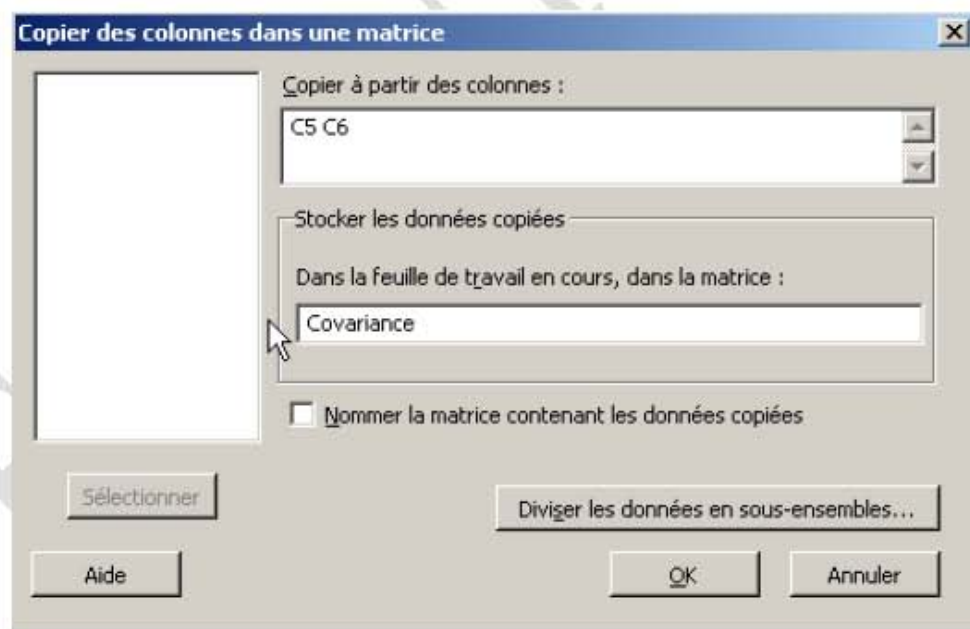 Copier des colonnes dans une matrice
Copier à partir des colonnes :
C5 C6
Stocker les données copiées
Dans la feuille de travail en cours, dans la matrice :
Covariance
Nommer la matrice contenant les données copiées
Sélectionner
Diviser les données en sous-ensembles...
Aide
OK
Annuler